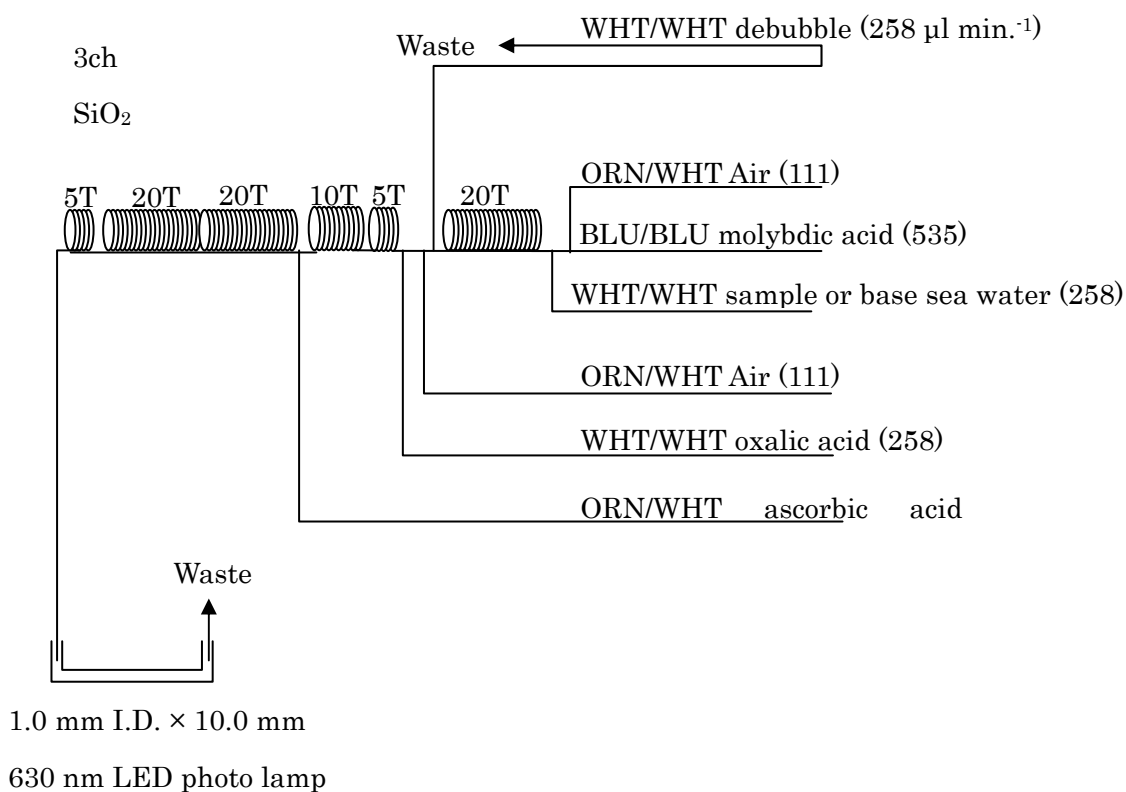 WHT/WHT debubble (258 µl min.-1)
Waste
3ch
SiO2
ORN/WHT Air (111)
5T 20T 20T 10T 5T 20T
BLU/BLU molybdic acid (535)
WHT/WHT sample or base sea water (258)
ORN/WHT Air (111)
WHT/WHT oxalic acid (258)
ORN/WHT ascorbic acid
Waste
1.0 mm I.D. × 10.0 mm
630 nm LED photo lamp